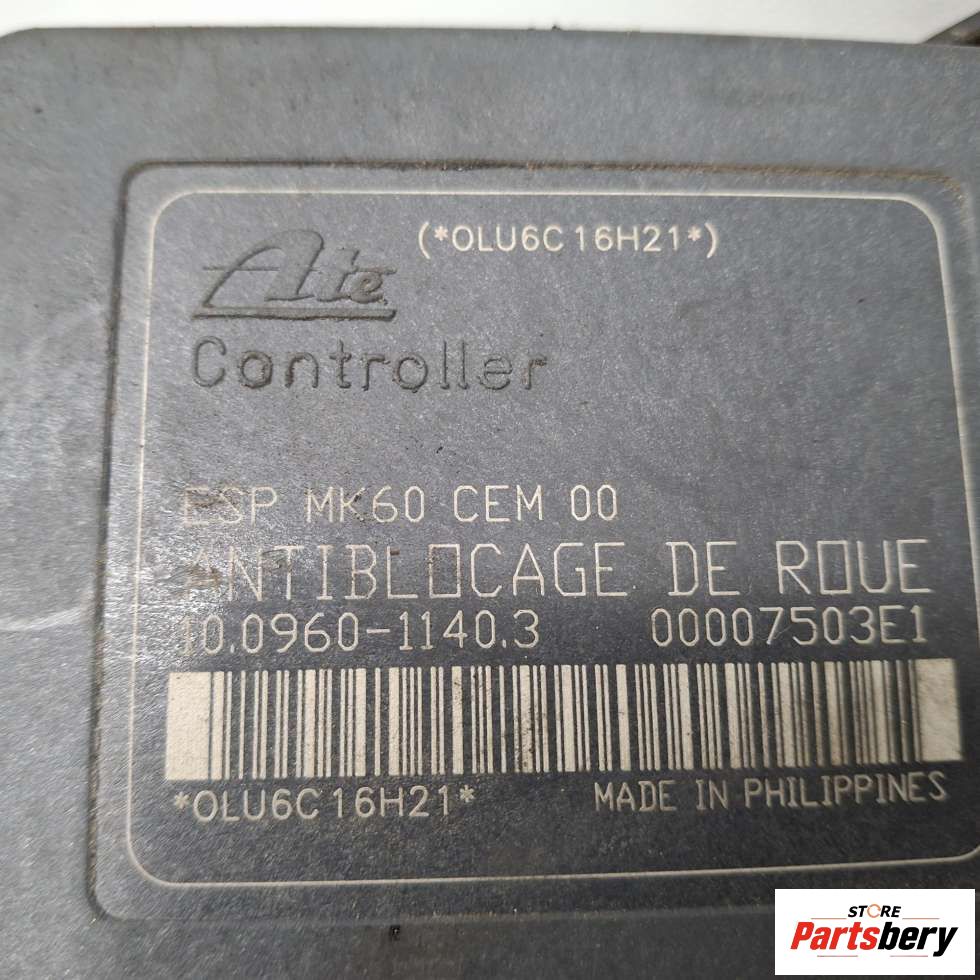 (*OLU6C16H21*)
Ate
Controller
ESP MK60 CEM 00
ANTIBLOCAGE DE ROUE
10.0960-1140.3 00007503E1
*OLU6C16H21* MADE IN PHILIPPINES
STORE
Partsbery